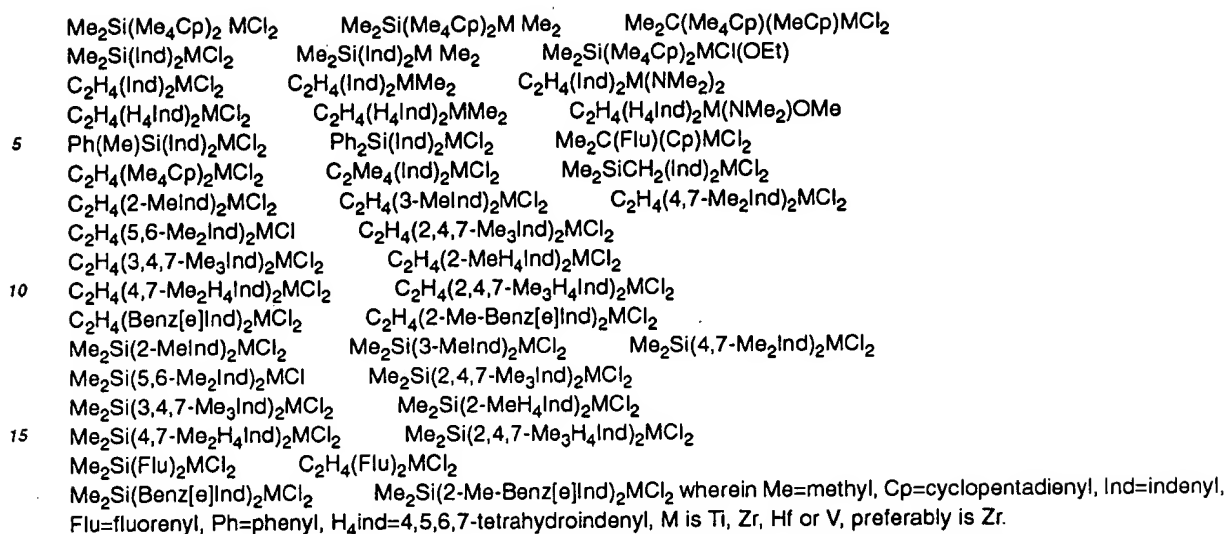 Me₂Si(Me₄Cp)₂ MCl₂ Me₂Si(Me₄Cp)₂M Me₂ Me₂C(Me₄Cp)(MeCp)MCl₂
Me₂Si(Ind)₂MCl₂ Me₂Si(Ind)₂M Me₂ Me₂Si(Me₄Cp)₂MCl(OEt)
C₂H₄(Ind)₂MCl₂ C₂H₄(Ind)₂MMe₂ C₂H₄(Ind)₂M(NMe₂)₂
C₂H₄(H₄Ind)₂MCl₂ C₂H₄(H₄Ind)₂MMe₂ C₂H₄(H₄Ind)₂M(NMe₂)OMe
5 Ph(Me)Si(Ind)₂MCl₂ Ph₂Si(Ind)₂MCl₂ Me₂C(Flu)(Cp)MCl₂
C₂H₄(Me₄Cp)₂MCl₂ C₂Me₄(Ind)₂MCl₂ Me₂SiCH₂(Ind)₂MCl₂
C₂H₄(2-MeInd)₂MCl₂ C₂H₄(3-MeInd)₂MCl₂ C₂H₄(4,7-Me₂Ind)₂MCl₂
C₂H₄(5,6-Me₂Ind)₂MCl C₂H₄(2,4,7-Me₃Ind)₂MCl₂
C₂H₄(3,4,7-Me₃Ind)₂MCl₂ C₂H₄(2-MeH₄Ind)₂MCl₂
10 C₂H₄(4,7-Me₂H₄Ind)₂MCl₂ C₂H₄(2,4,7-Me₃H₄Ind)₂MCl₂
C₂H₄(Benz[e]Ind)₂MCl₂ C₂H₄(2-Me-Benz[e]Ind)₂MCl₂
Me₂Si(2-MeInd)₂MCl₂ Me₂Si(3-MeInd)₂MCl₂ Me₂Si(4,7-Me₂Ind)₂MCl₂
Me₂Si(5,6-Me₂Ind)₂MCl Me₂Si(2,4,7-Me₃Ind)₂MCl₂
Me₂Si(3,4,7-Me₃Ind)₂MCl₂ Me₂Si(2-MeH₄Ind)₂MCl₂
15 Me₂Si(4,7-Me₂H₄Ind)₂MCl₂ Me₂Si(2,4,7-Me₃H₄Ind)₂MCl₂
Me₂Si(Flu)₂MCl₂ C₂H₄(Flu)₂MCl₂
Me₂Si(Benz[e]Ind)₂MCl₂ Me₂Si(2-Me-Benz[e]Ind)₂MCl₂ wherein Me=methyl, Cp=cyclopentadienyl, Ind=indenyl,
Flu=fluorenyl, Ph=phenyl, H₄ind=4,5,6,7-tetrahydroindenyl, M is Ti, Zr, Hf or V, preferably is Zr.